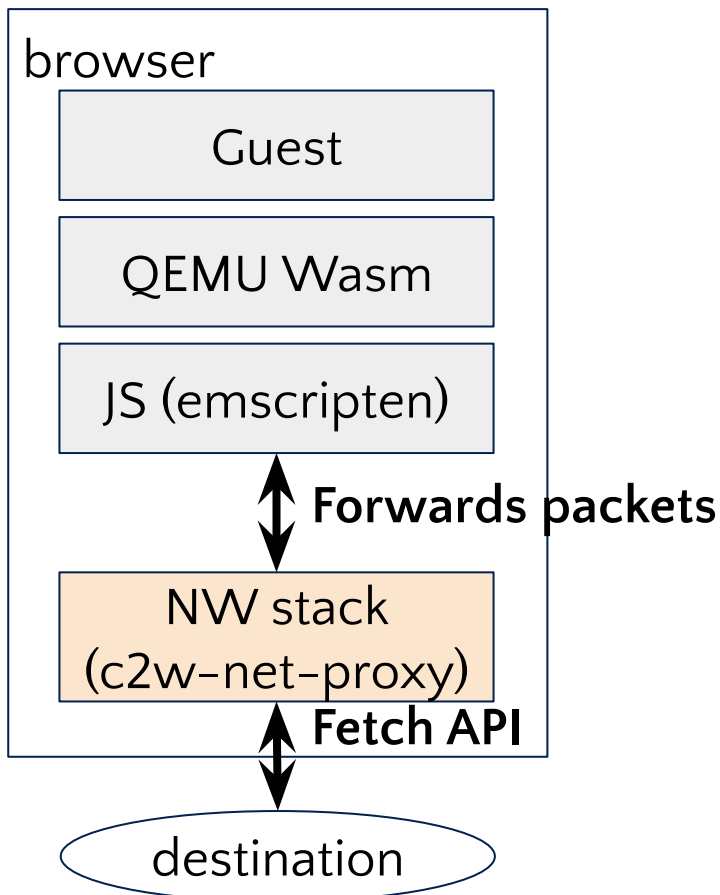 browser
Guest
QEMU Wasm
JS (emscripten)
Forwards packets
NW stack
(c2w-net-proxy)
Fetch API
destination